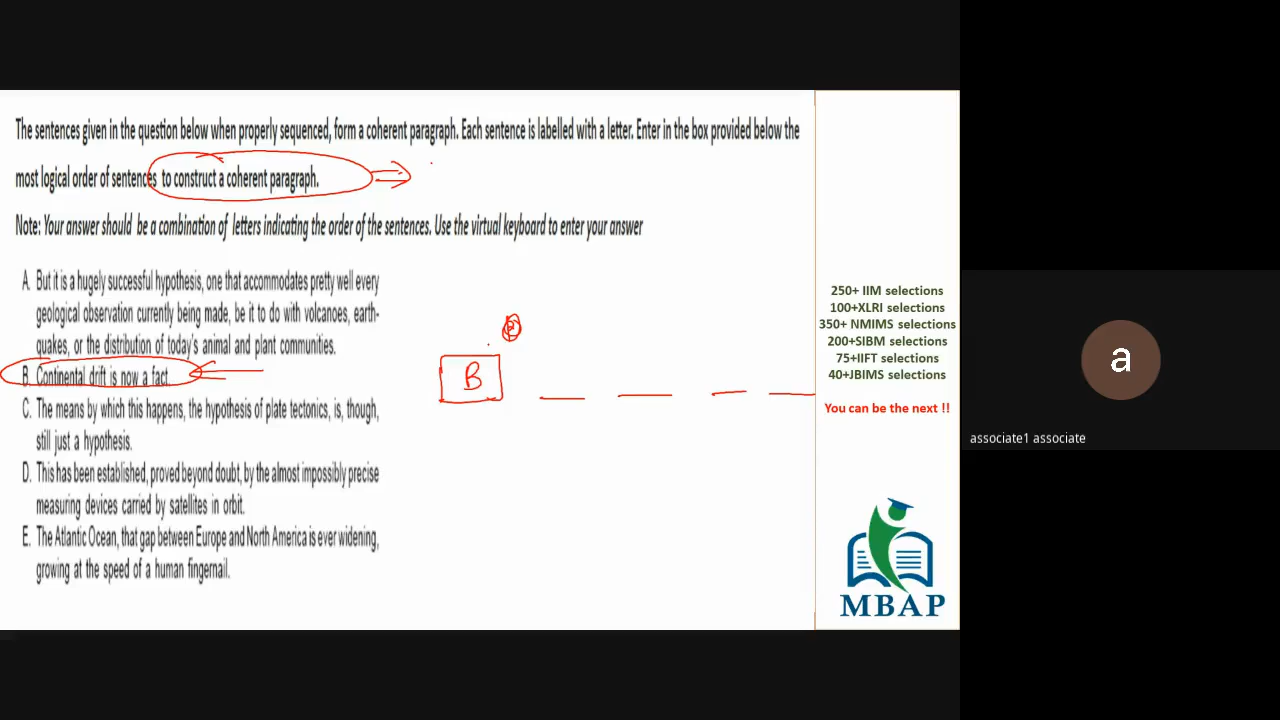 The sentences given in the question below when properly sequenced, form a coherent paragraph. Each sentence is labelled with a letter. Enter in the box provided below the
most logical order of sentences to construct a coherent paragraph.
Note: Your answer should be a combination of letters indicating the order of the sentences. Use the virtual keyboard to enter your answer
A. But it is a hugely successful hypothesis, one that accommodates pretty well every
geological observation currently being made, be it to do with volcanoes, earth-
quakes, or the distribution of today's animal and plant communities.
B. Continental drift is now a fact.
C. The means by which this happens, the hypothesis of plate tectonics, is, though,
still just a hypothesis.
D. This has been established, proved beyond doubt, by the almost impossibly precise
measuring devices carried by satellites in orbit.
E. The Atlantic Ocean, that gap between Europe and North America is ever widening,
growing at the speed of a human fingernail.
B
250+ IIM selections
100+XLRI selections
350+ NMIMS selections
200+SIBM selections
75+IIFT selections
40+JBIMS selections
You can be the next !!
MBAP
a
associate1 associate